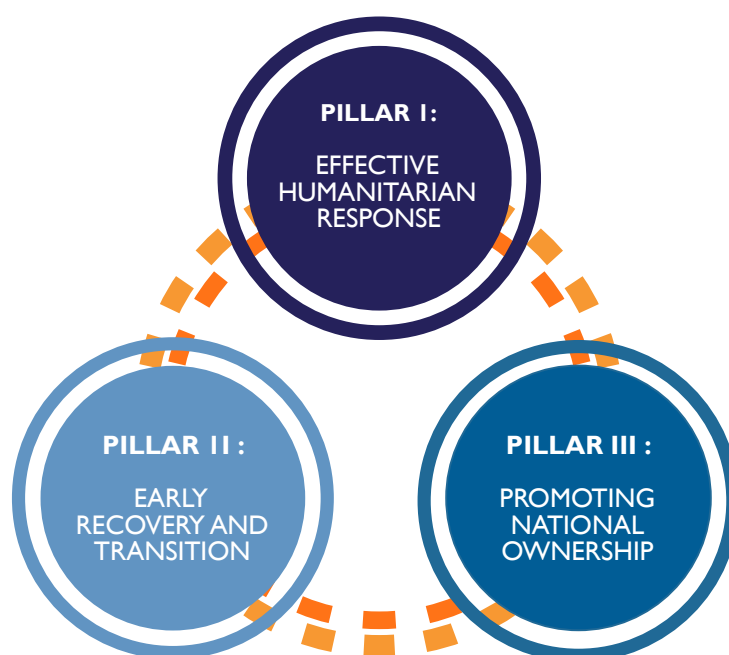 PILLAR I:
EFFECTIVE
HUMANITARIAN
RESPONSE
PILLAR II :
EARLY
RECOVERY AND
TRANSITION
PILLAR III :
PROMOTING
NATIONAL
OWNERSHIP